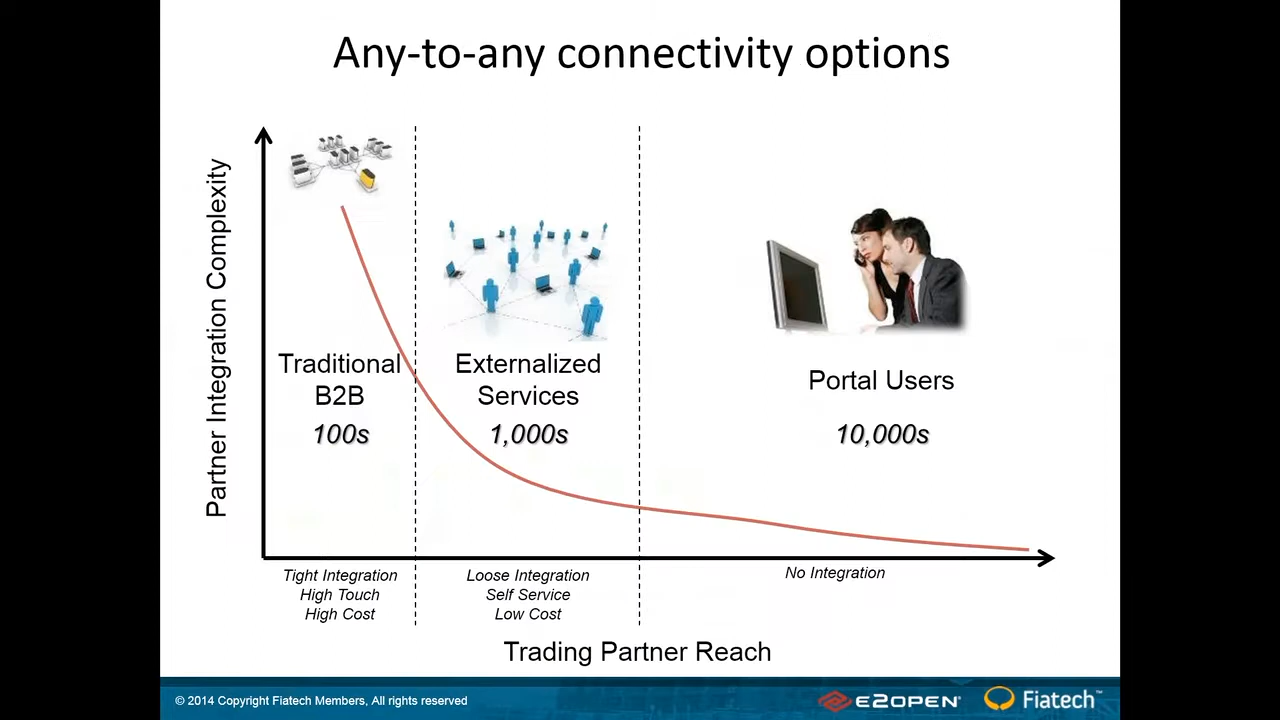 Any-to-any connectivity options
Partner Integration Complexity
Traditional
B2B
100s
Externalized
Services
1,000s
Portal Users
10,000s
Tight Integration
High Touch
High Cost
Loose Integration
Self Service
Low Cost
No Integration
Trading Partner Reach
© 2014 Copyright Fiatech Members, All rights reserved
E2OPEN
Fiatech™